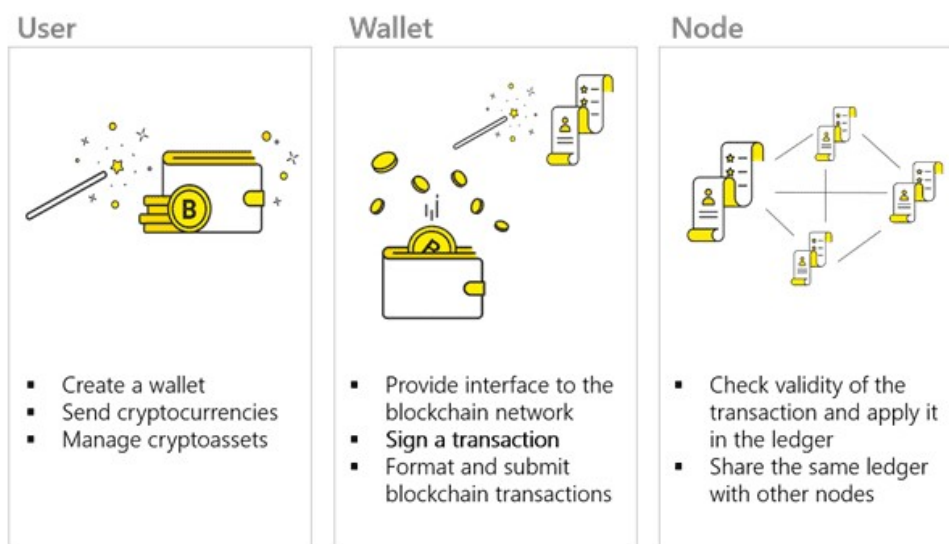 User
▪ Create a wallet
▪ Send cryptocurrencies
▪ Manage cryptoassets
Wallet
▪ Provide interface to the
blockchain network
▪ Sign a transaction
▪ Format and submit
blockchain transactions
Node
▪ Check validity of the
transaction and apply it
in the ledger
▪ Share the same ledger
with other nodes
B